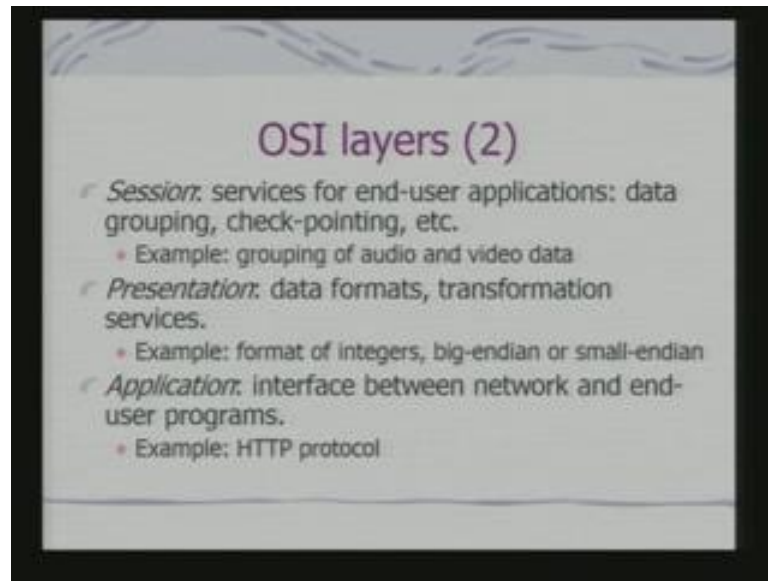 OSI layers (2)
Session: services for end-user applications: data
grouping, check-pointing, etc.
Example: grouping of audio and video data
Presentation: data formats, transformation
services.
Example: format of integers, big-endian or small-endian
Application: interface between network and end-
user programs.
Example: HTTP protocol